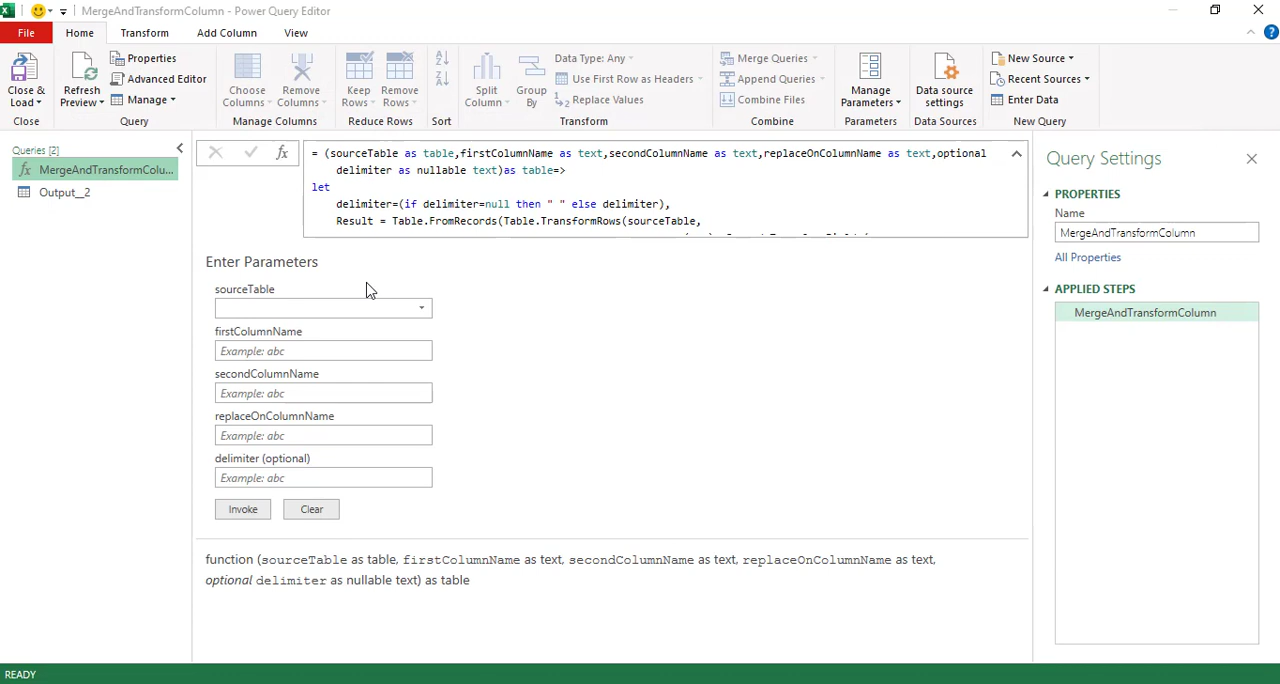 MergeAndTransformColumn - Power Query Editor
File
Home
Transform
Add Column
View
Close &
Load
Close
Refresh
Preview
Properties
Advanced Editor
Manage
Query
Choose
Columns
Remove
Columns
Manage Columns
Keep
Rows
Remove
Rows
Reduce Rows
Sort
Split
Column
Group
By
Data Type: Any
Use First Row as Headers
Replace Values
Transform
Merge Queries
Append Queries
Combine Files
Combine
Manage
Parameters
Parameters
Data source
settings
Data Sources
New Source
Recent Sources
Enter Data
New Query
Queries [2]
MergeAndTransformColu...
Output__2
fx
= (sourceTable as table,firstColumnName as text,secondColumnName as text,replaceOnColumnName as text,optional
delimiter as nullable text)as table=>
let
delimiter=(if delimiter=null then " " else delimiter),
Result = Table.FromRecords(Table.TransformRows(sourceTable,
Enter Parameters
sourceTable
firstColumnName
Example: abc
secondColumnName
Example: abc
replaceOnColumnName
Example: abc
delimiter (optional)
Example: abc
Invoke
Clear
function (sourceTable as table, firstColumnName as text, secondColumnName as text, replaceOnColumnName as text,
optional delimiter as nullable text) as table
Query Settings
PROPERTIES
Name
MergeAndTransformColumn
All Properties
APPLIED STEPS
MergeAndTransformColumn
READY